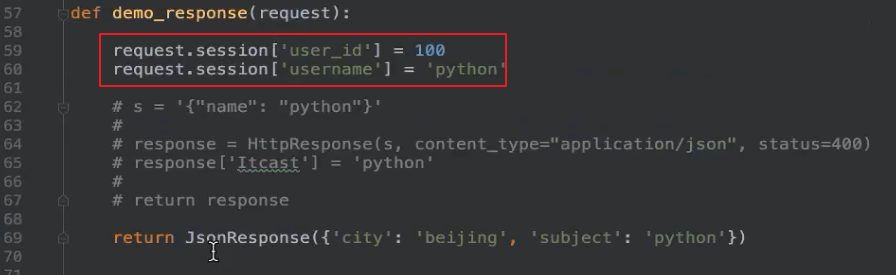 57 def demo_response(request):
58
59 request.session['user_id'] = 100
60 request.session['username'] = 'python'
61
62 # s = '{"name": "python"}'
63 #
64 # response = HttpResponse(s, content_type="application/json", status=400)
65 # response['Itcast'] = 'python'
66 #
67 # return response
68
69 return JsonResponse({'city': 'beijing', 'subject': 'python'})
70
71